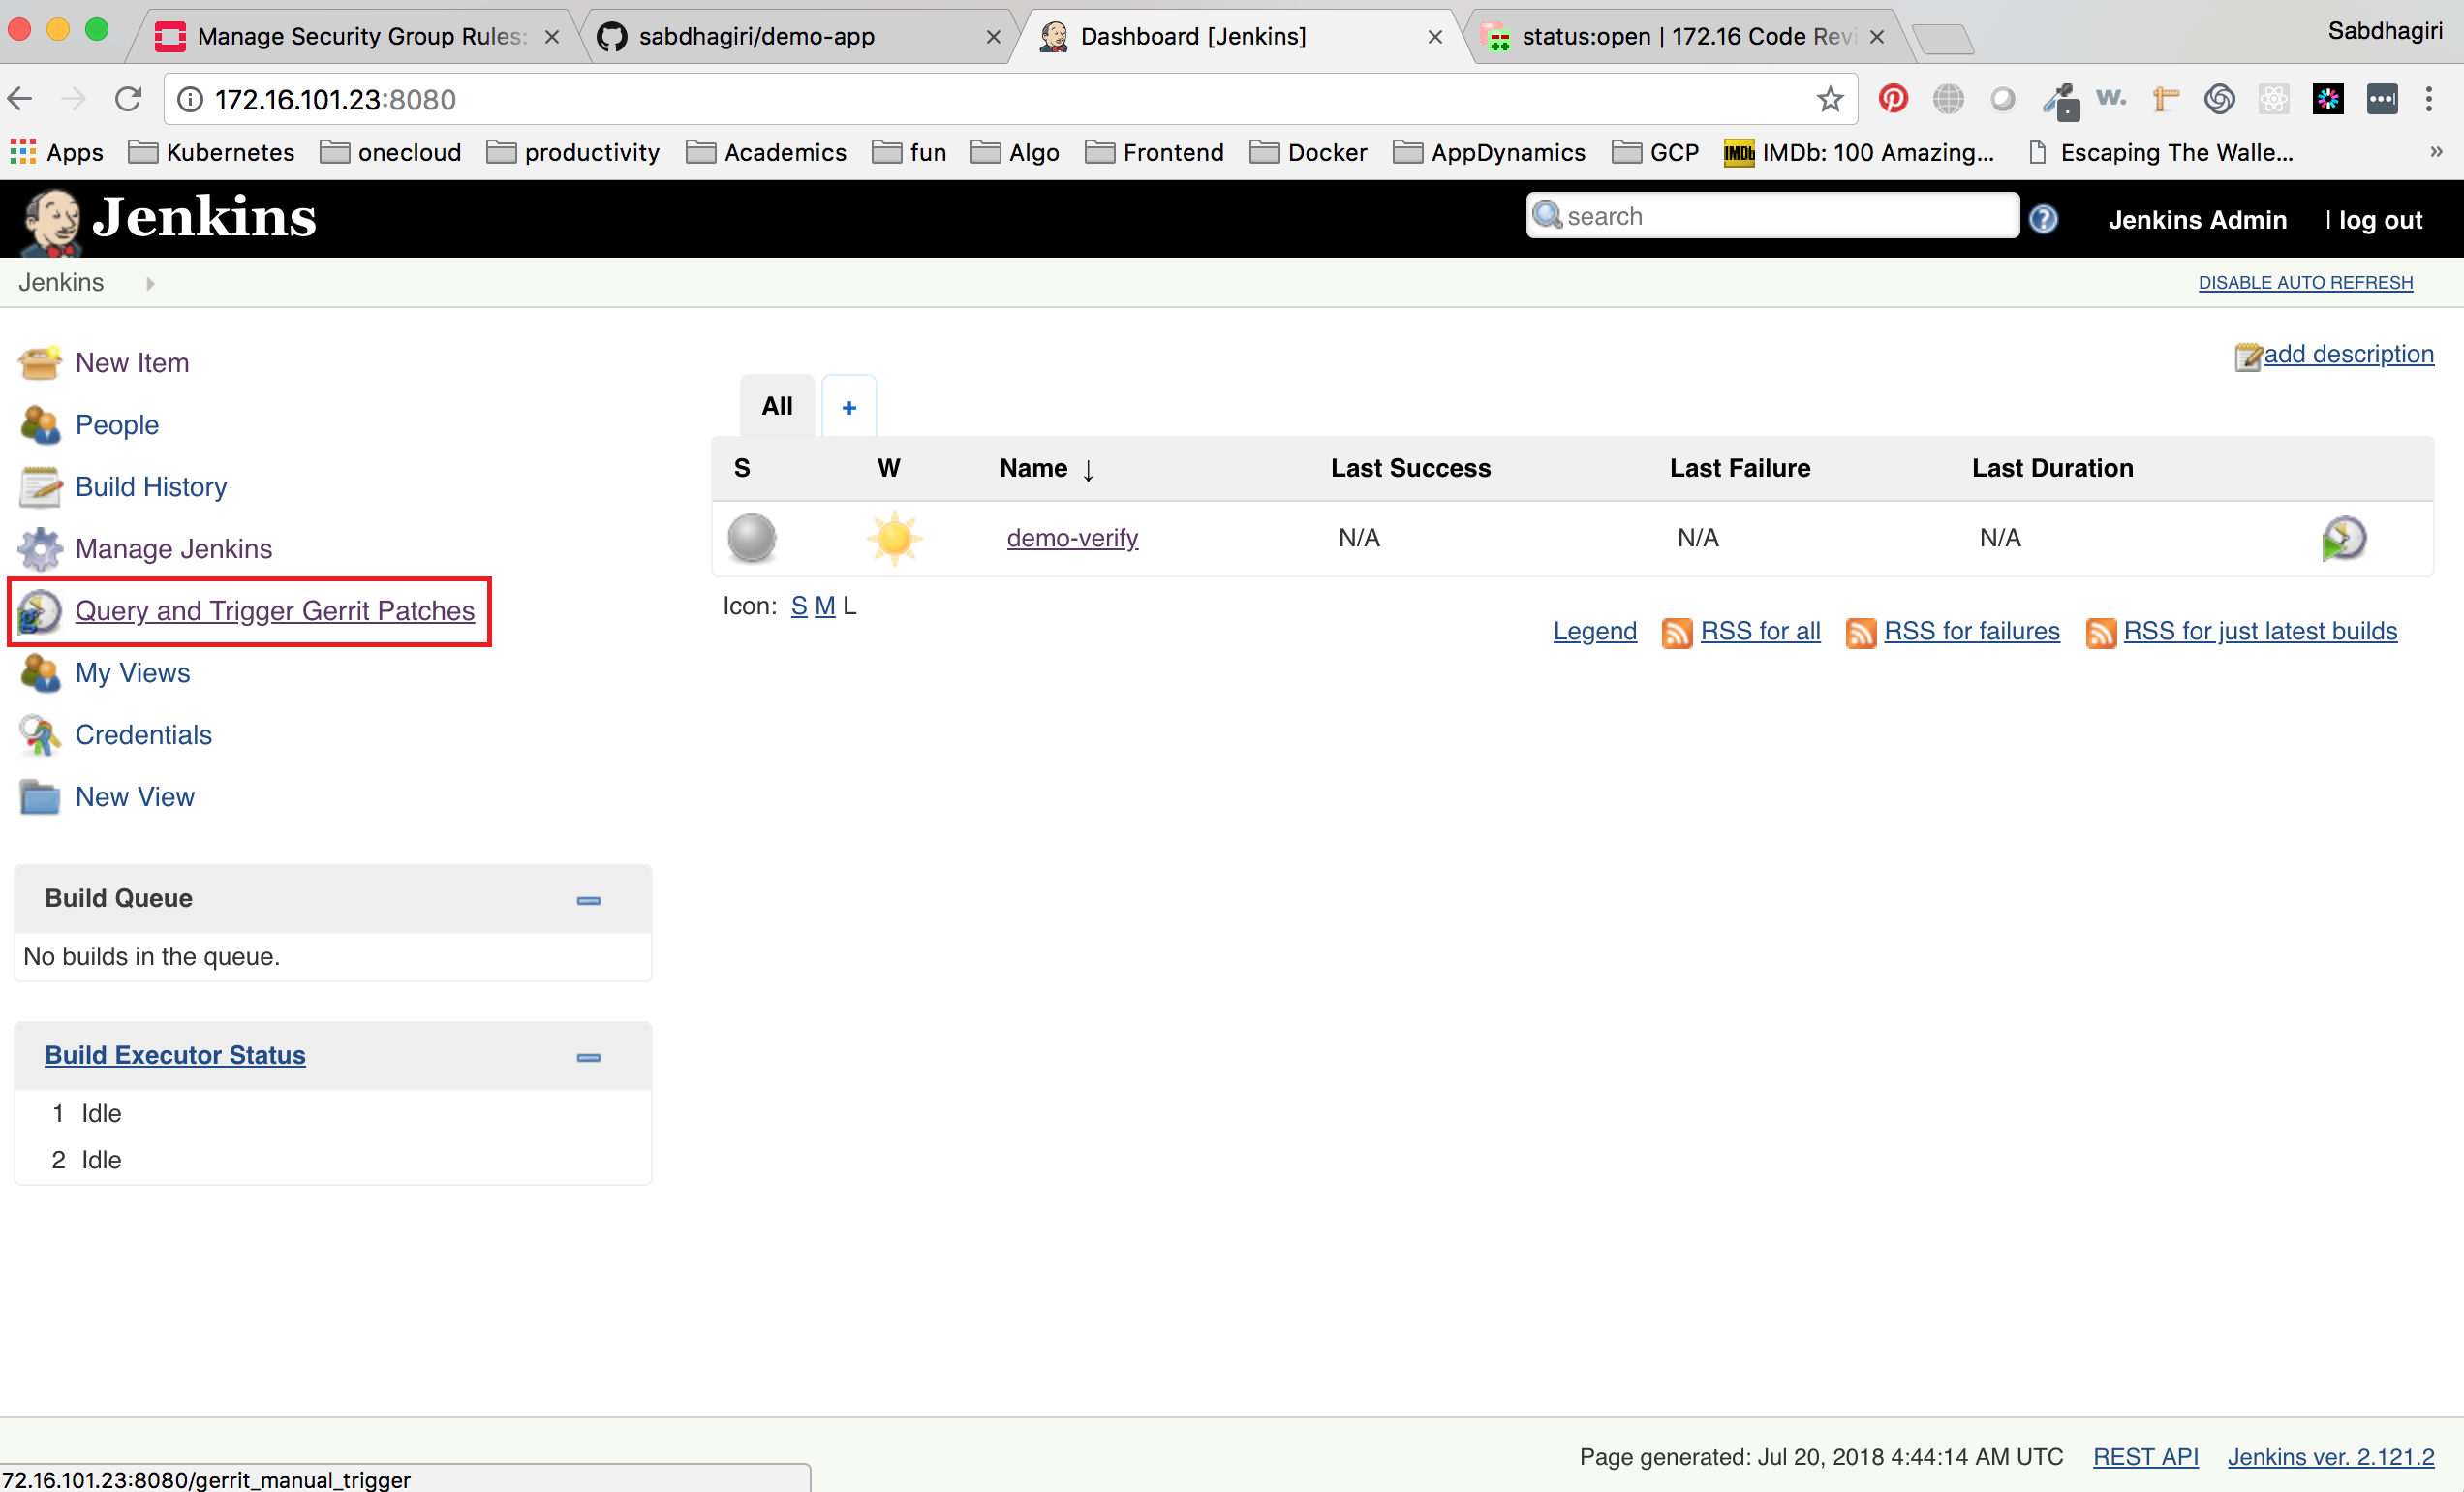 Manage Security Group Rules:
sabdhagiri/demo-app
Dashboard [Jenkins]
status:open | 172.16 Code Revi
Sabdhagiri
172.16.101.23:8080
Apps
Kubernetes
onecloud
productivity
Academics
fun
Algo
Frontend
Docker
AppDynamics
GCP
IMDb
IMDb: 100 Amazing...
Escaping The Walle...
»
Jenkins
search
Jenkins Admin
| log out
Jenkins
DISABLE AUTO REFRESH
add description
New Item
People
Build History
Manage Jenkins
Query and Trigger Gerrit Patches
My Views
Credentials
New View
All
+
S W Name ↓ Last Success Last Failure Last Duration
demo-verify N/A N/A N/A
Icon: S M L
Legend RSS for all RSS for failures RSS for just latest builds
Build Queue
No builds in the queue.
Build Executor Status
1 Idle
2 Idle
Page generated: Jul 20, 2018 4:44:14 AM UTC REST API Jenkins ver. 2.121.2
72.16.101.23:8080/gerrit_manual_trigger